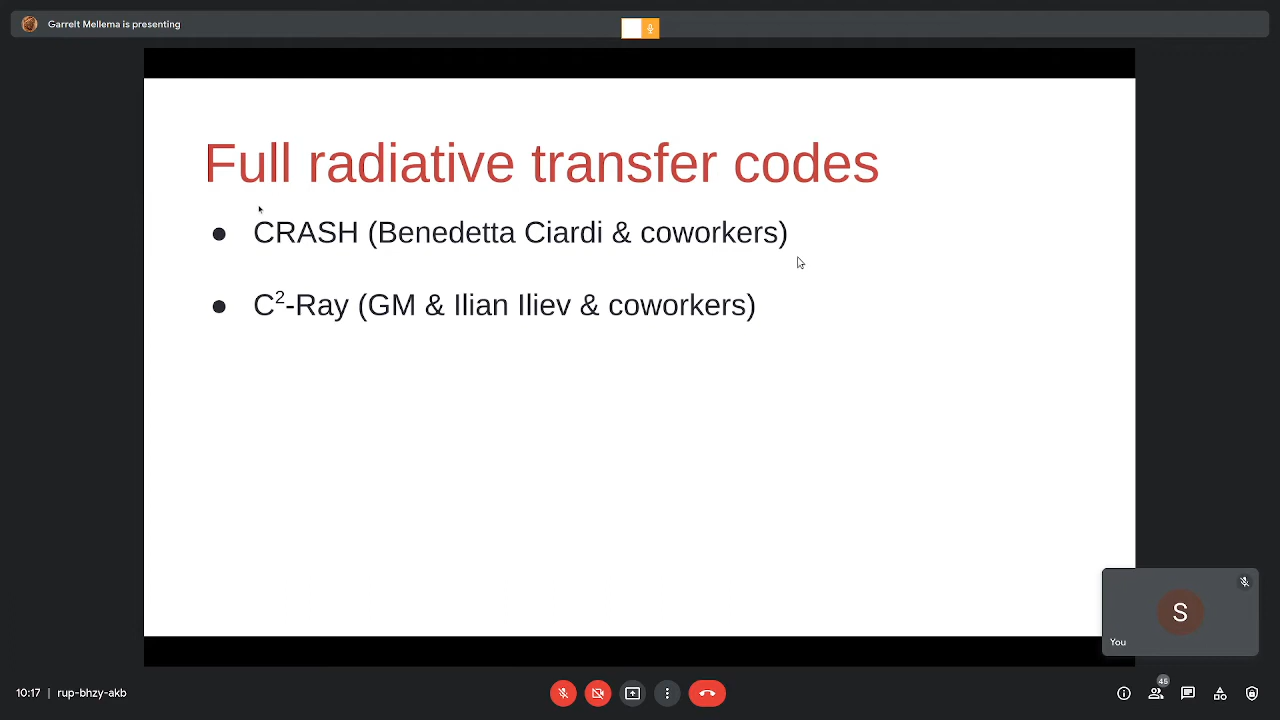 Garrelt Mellema is presenting
Full radiative transfer codes
● CRASH (Benedetta Ciardi & coworkers)
● C²-Ray (GM & Ilian Iliev & coworkers)
S
You
10:17 | rup-bhzy-akb
45